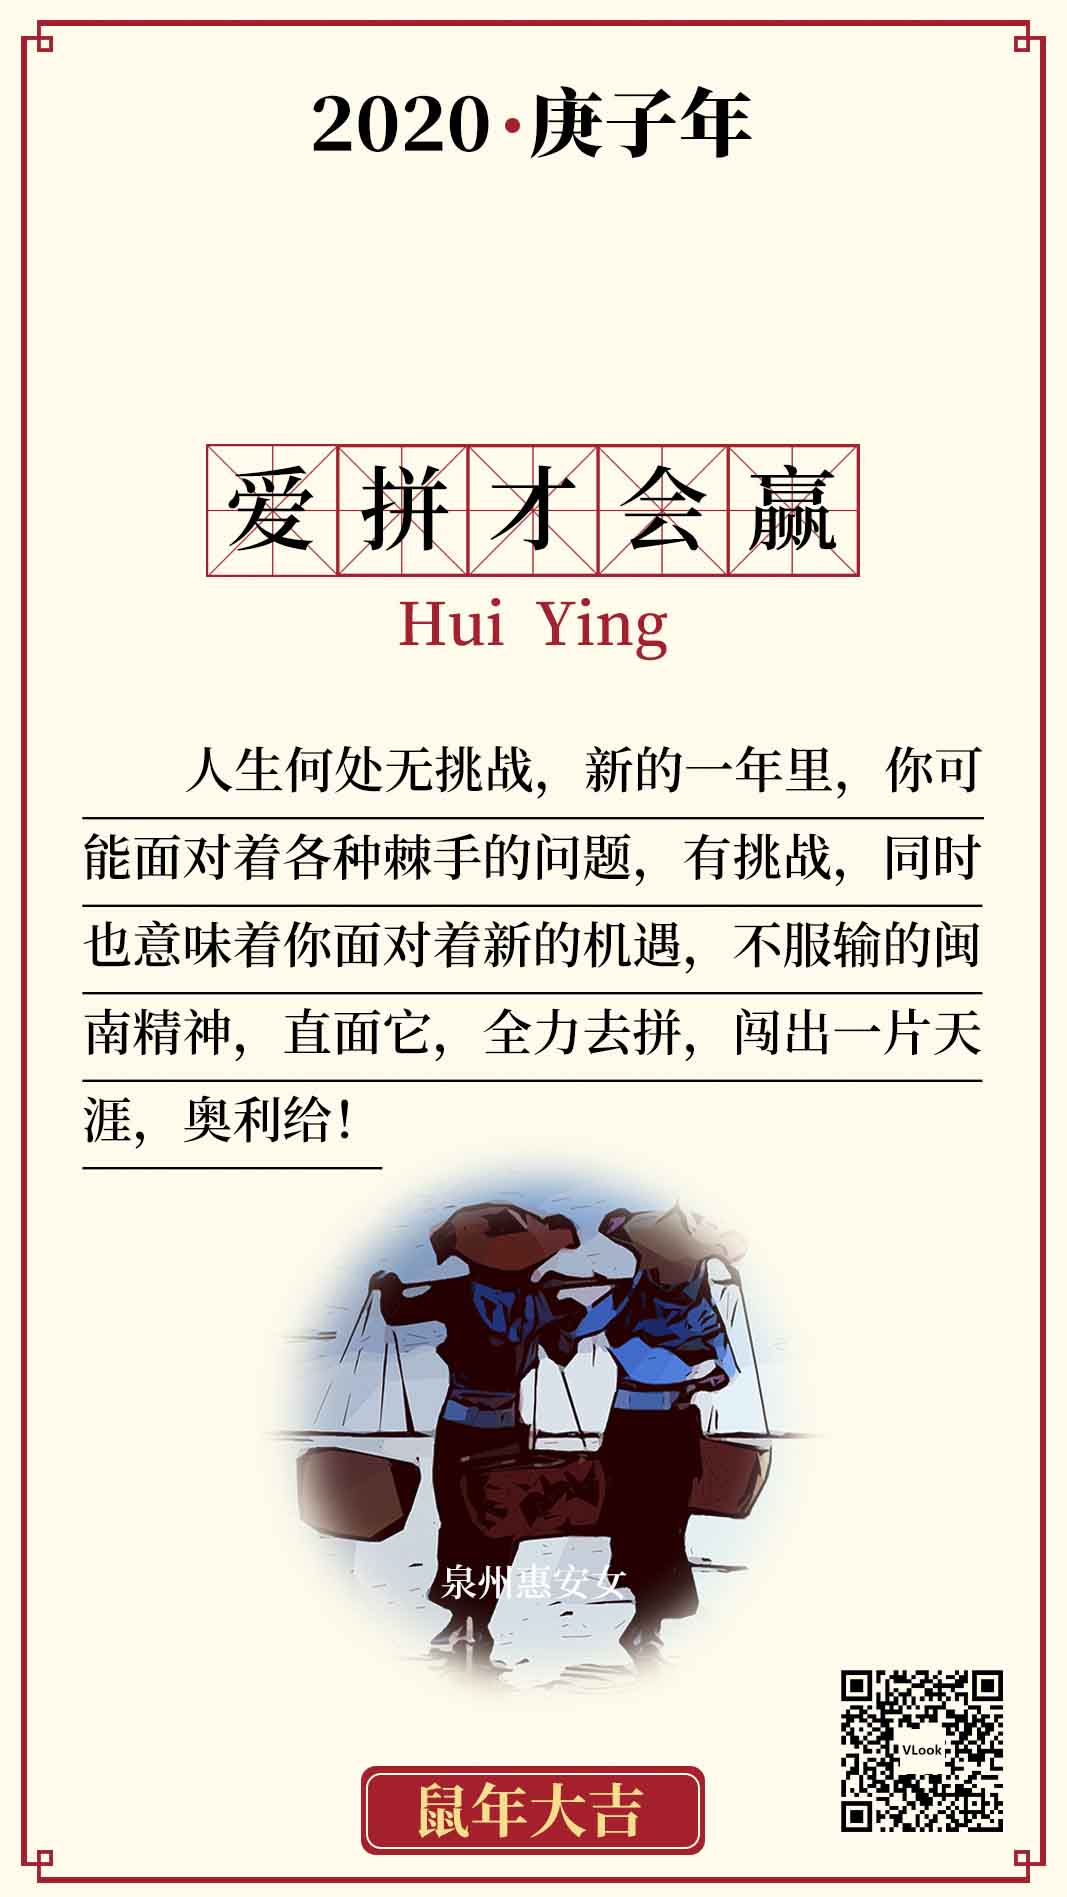 2020·庚子年
爱拼才会赢
Hui Ying
人生何处无挑战，新的一年里，你可
能面对着各种棘手的问题，有挑战，同时
也意味着你面对着新的机遇，不服输的闽
南精神，直面它，全力去拼，闯出一片天
涯，奥利给！
泉州惠安女
VLook
鼠年大吉